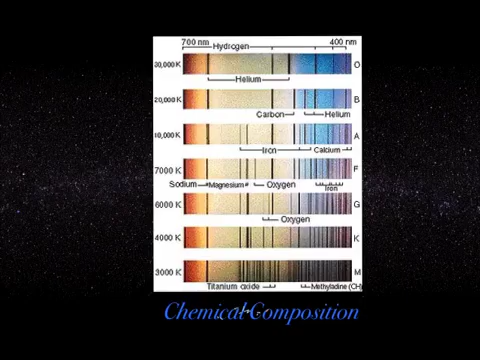 700 nm 400 nm
Hydrogen
30,000 K O
Helium
20,000 K B
Carbon Helium
10,000 K A
Iron Calcium
7000 K F
Sodium Magnesium Oxygen Iron
6000 K G
Oxygen
4000 K K
3000 K M
Titanium oxide Methyladine (CH)
Chemical Composition